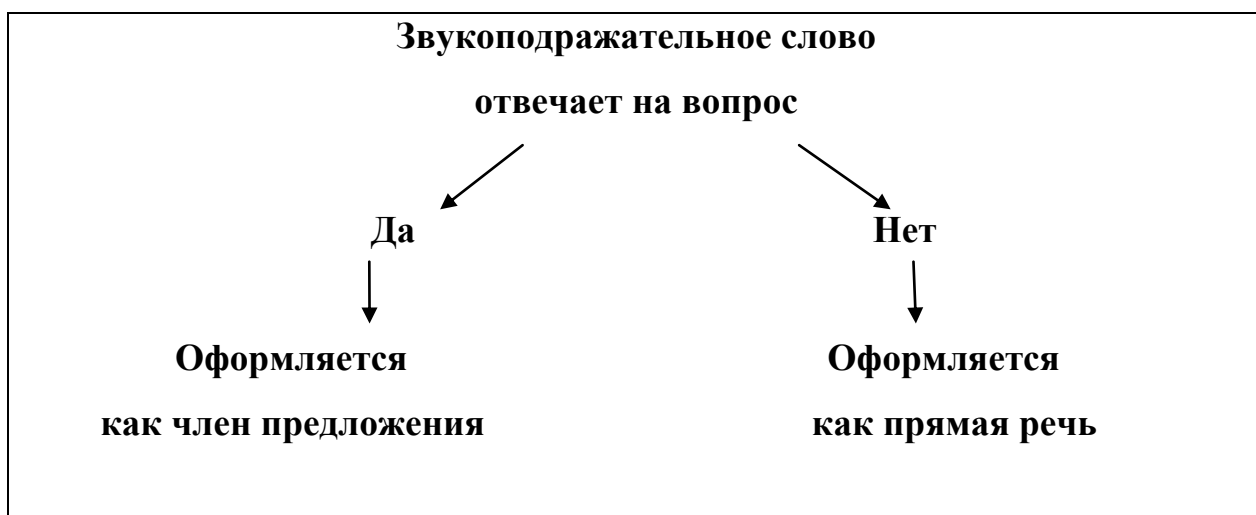 Звукоподражательное слово
отвечает на вопрос
Да
Нет
Оформляется
как член предложения
Оформляется
как прямая речь